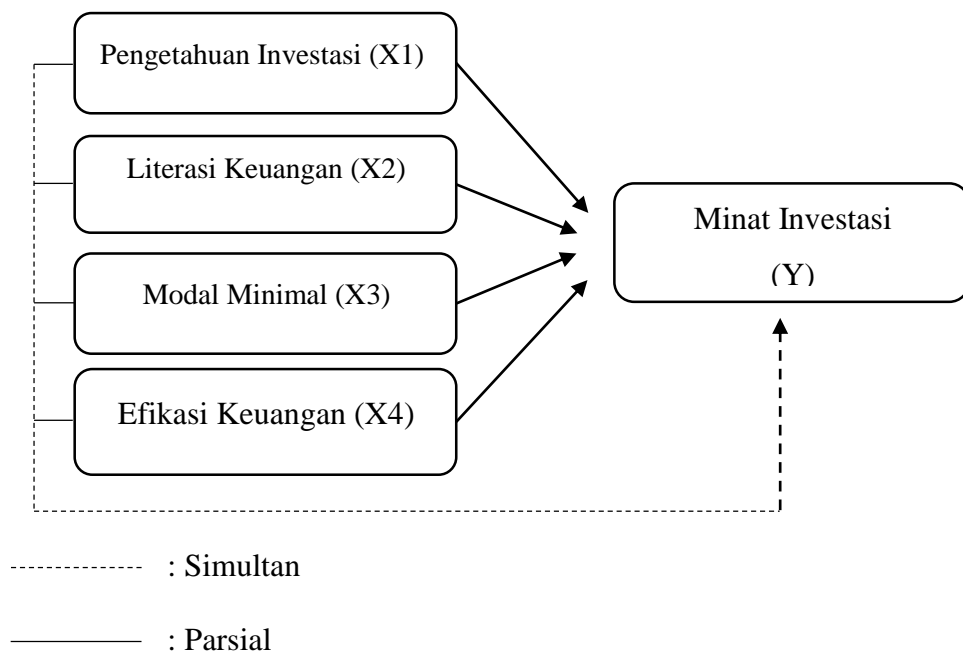 Pengetahuan Investasi (X1)
Literasi Keuangan (X2)
Modal Minimal (X3)
Efikasi Keuangan (X4)
Minat Investasi
(Y)
: Simultan
: Parsial